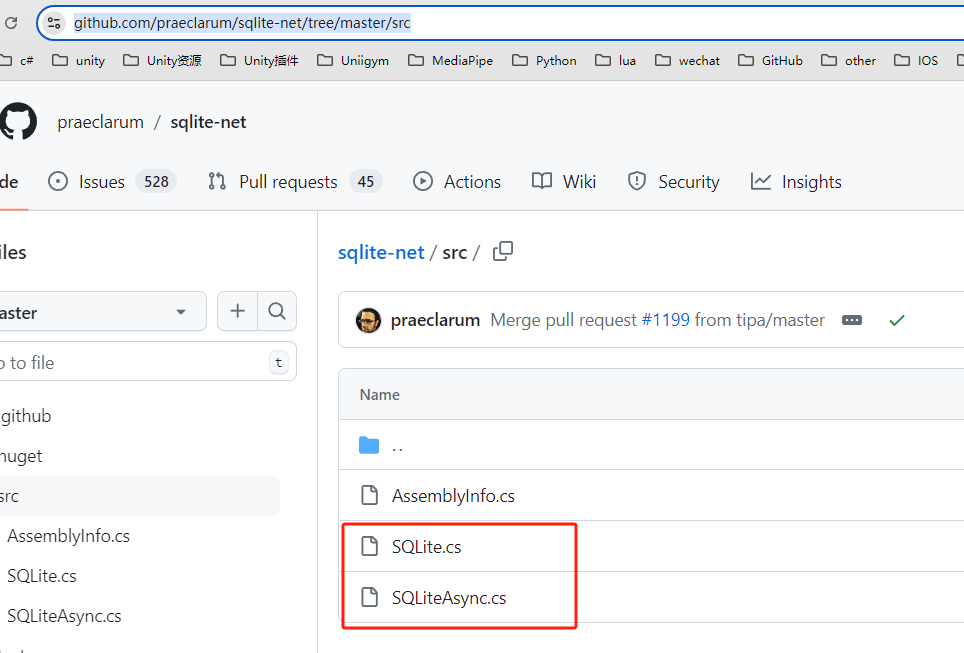 github.com/praeclarum/sqlite-net/tree/master/src
c# unity Unity资源 Unity插件 Uniigym MediaPipe Python lua wechat GitHub other IOS
praeclarum / sqlite-net
de Issues 528 Pull requests 45 Actions Wiki Security Insights
iles
sqlite-net / src /
aster
praeclarum Merge pull request #1199 from tipa/master
o to file t
Name
github
..
nuget
src
AssemblyInfo.cs
AssemblyInfo.cs
SQLite.cs
SQLite.cs
SQLiteAsync.cs
SQLiteAsync.cs